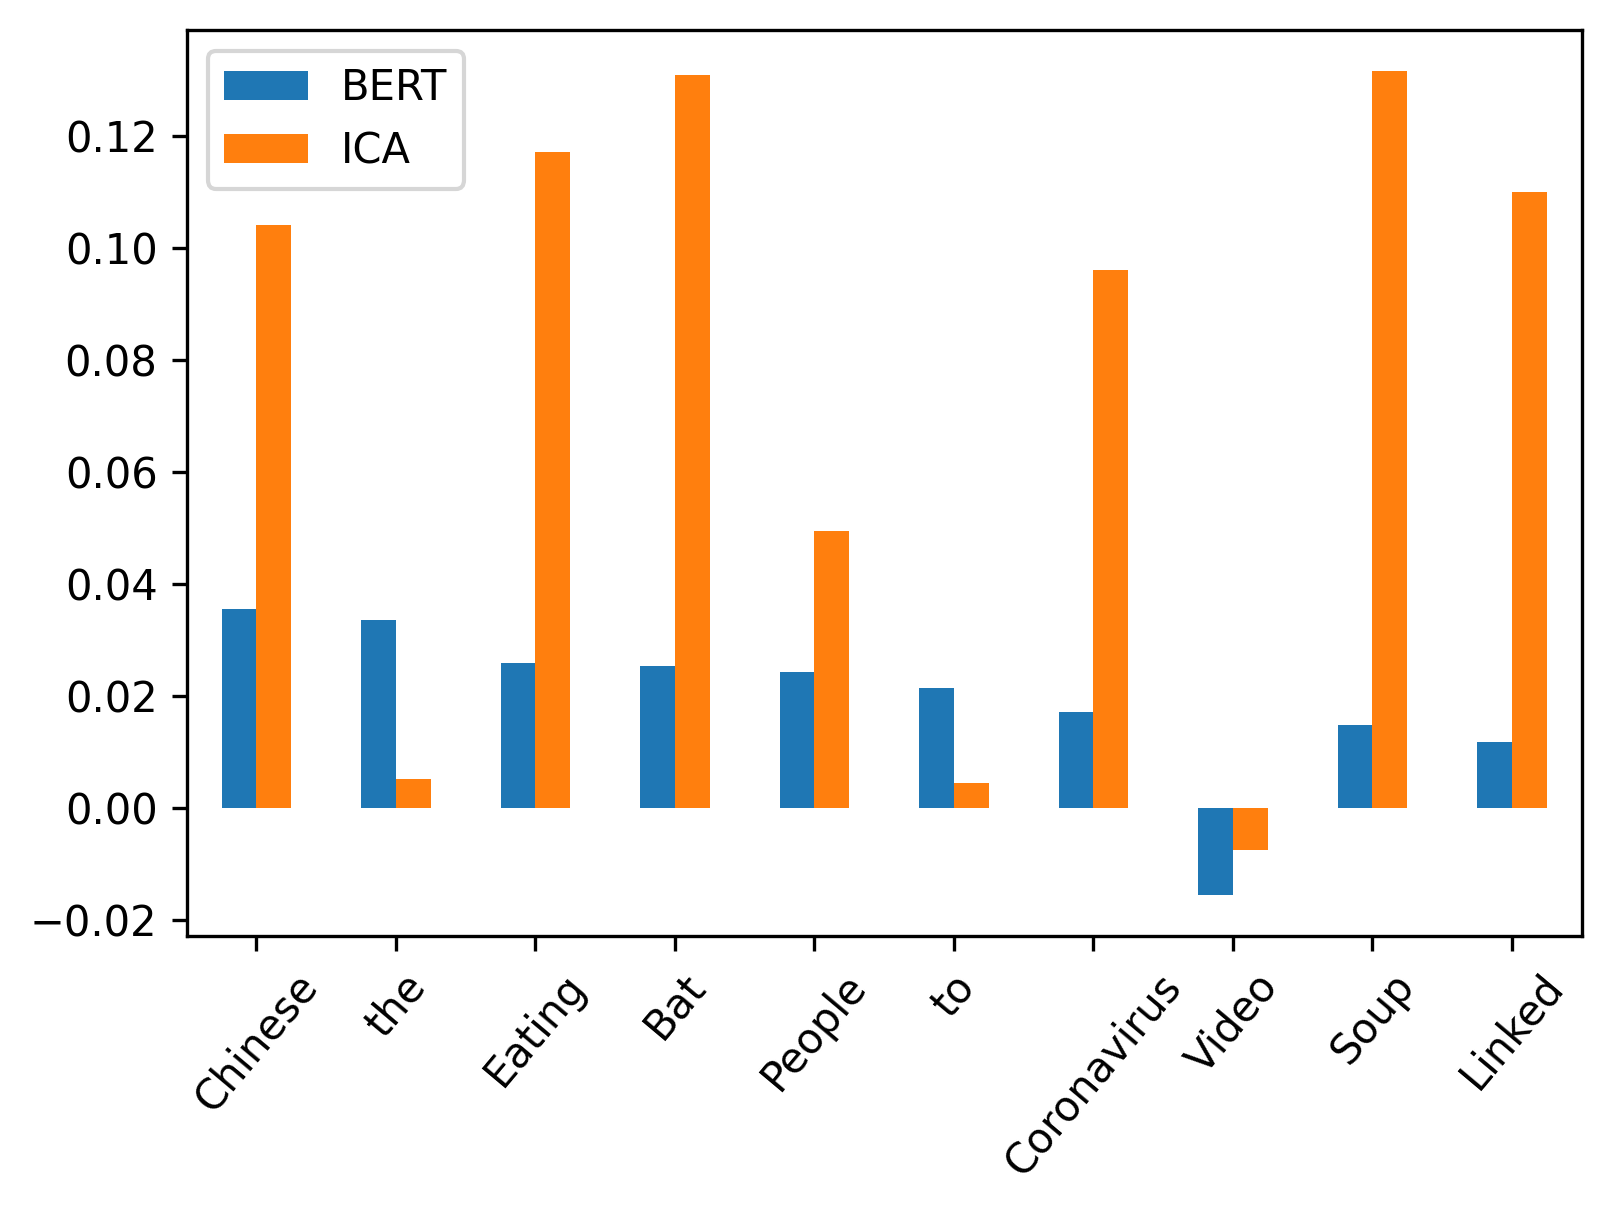 BERT
ICA
0.12
0.10
0.08
0.06
0.04
0.02
0.00
−0.02
Chinese
the
Eating
Bat
People
to
Coronavirus
Video
Soup
Linked